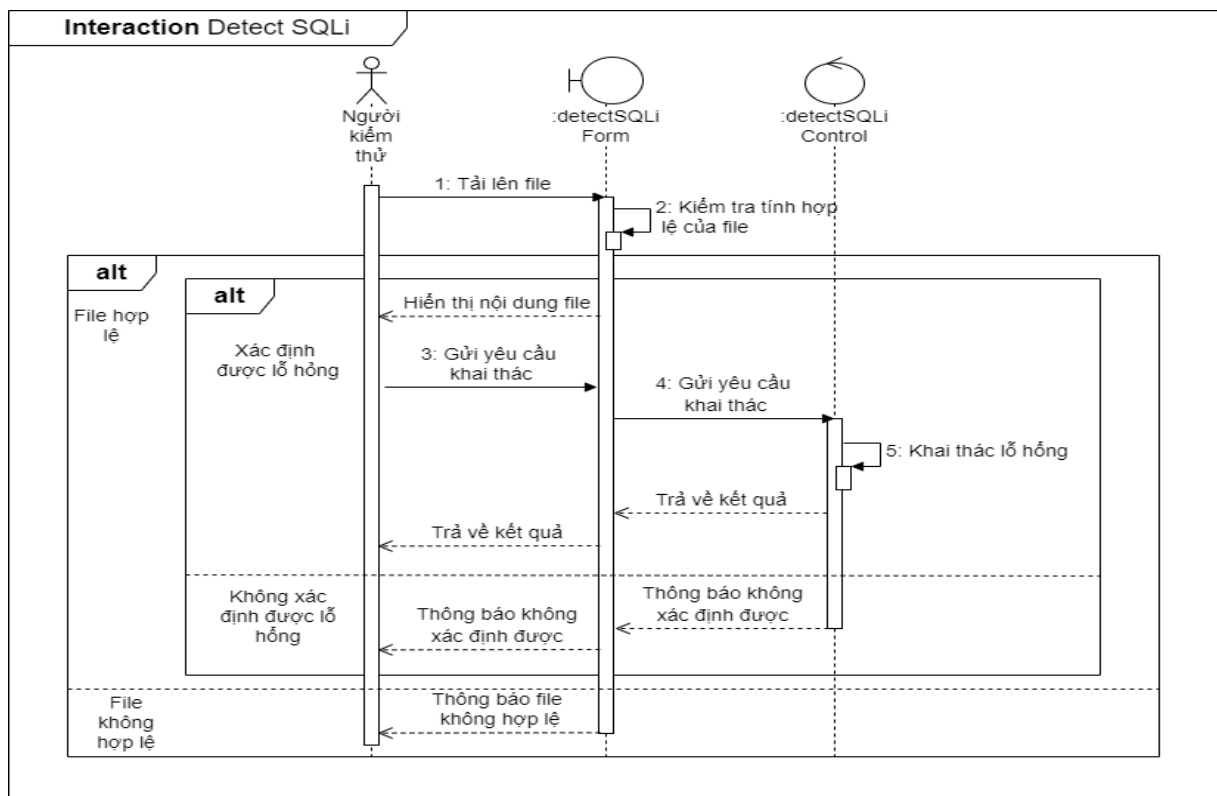 Interaction Detect SQLi
Người
kiểm
thử
:detectSQLi
Form
:detectSQLi
Control
1: Tải lên file
2: Kiểm tra tính hợp
lệ của file
alt
File hợp
lệ
alt
Hiển thị nội dung file
Xác định
được lỗ hỏng
3: Gửi yêu cầu
khai thác
4: Gửi yêu cầu
khai thác
5: Khai thác lỗ hổng
Trả về kết quả
Trả về kết quả
Không xác
định được lỗ
hổng
Thông báo không
xác định được
Thông báo không
xác định được
File
không
hợp lệ
Thông báo file
không hợp lệ